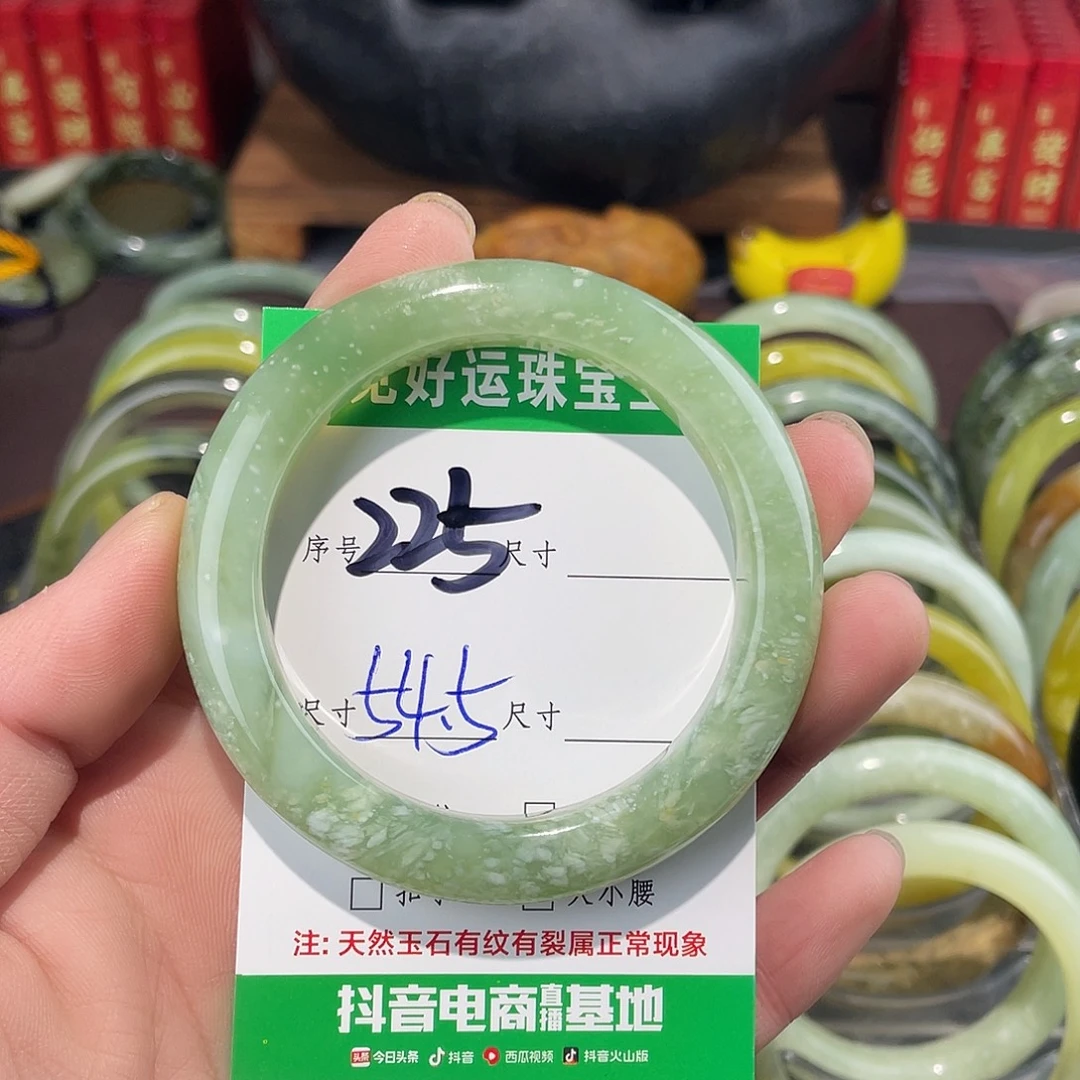 好运珠宝
序号 225 尺寸
尺寸 54.5 尺寸
小腰
注: 天然玉石有纹有裂属正常现象
抖音电商直播基地
头条 今日头条 抖音 西瓜视频 抖音火山版